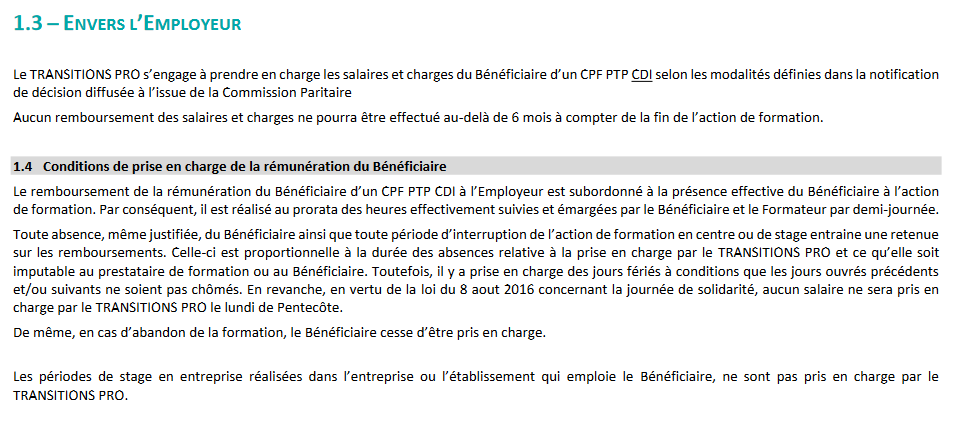 1.3 – ENVERS L’EMPLOYEUR
Le TRANSITIONS PRO s’engage à prendre en charge les salaires et charges du Bénéficiaire d’un CPF PTP CDI selon les modalités définies dans la notification
de décision diffusée à l’issue de la Commission Paritaire
Aucun remboursement des salaires et charges ne pourra être effectué au-delà de 6 mois à compter de la fin de l’action de formation.
1.4 Conditions de prise en charge de la rémunération du Bénéficiaire
Le remboursement de la rémunération du Bénéficiaire d’un CPF PTP CDI à l’Employeur est subordonné à la présence effective du Bénéficiaire à l’action
de formation. Par conséquent, il est réalisé au prorata des heures effectivement suivies et émargées par le Bénéficiaire et le Formateur par demi-journée.
Toute absence, même justifiée, du Bénéficiaire ainsi que toute période d’interruption de l’action de formation en centre ou de stage entraine une retenue
sur les remboursements. Celle-ci est proportionnelle à la durée des absences relative à la prise en charge par le TRANSITIONS PRO et ce qu’elle soit
imputable au prestataire de formation ou au Bénéficiaire. Toutefois, il y a prise en charge des jours fériés à conditions que les jours ouvrés précédents
et/ou suivants ne soient pas chômés. En revanche, en vertu de la loi du 8 aout 2016 concernant la journée de solidarité, aucun salaire ne sera pris en
charge par le TRANSITIONS PRO le lundi de Pentecôte.
De même, en cas d’abandon de la formation, le Bénéficiaire cesse d’être pris en charge.
Les périodes de stage en entreprise réalisées dans l’entreprise ou l’établissement qui emploie le Bénéficiaire, ne sont pas pris en charge par le
TRANSITIONS PRO.